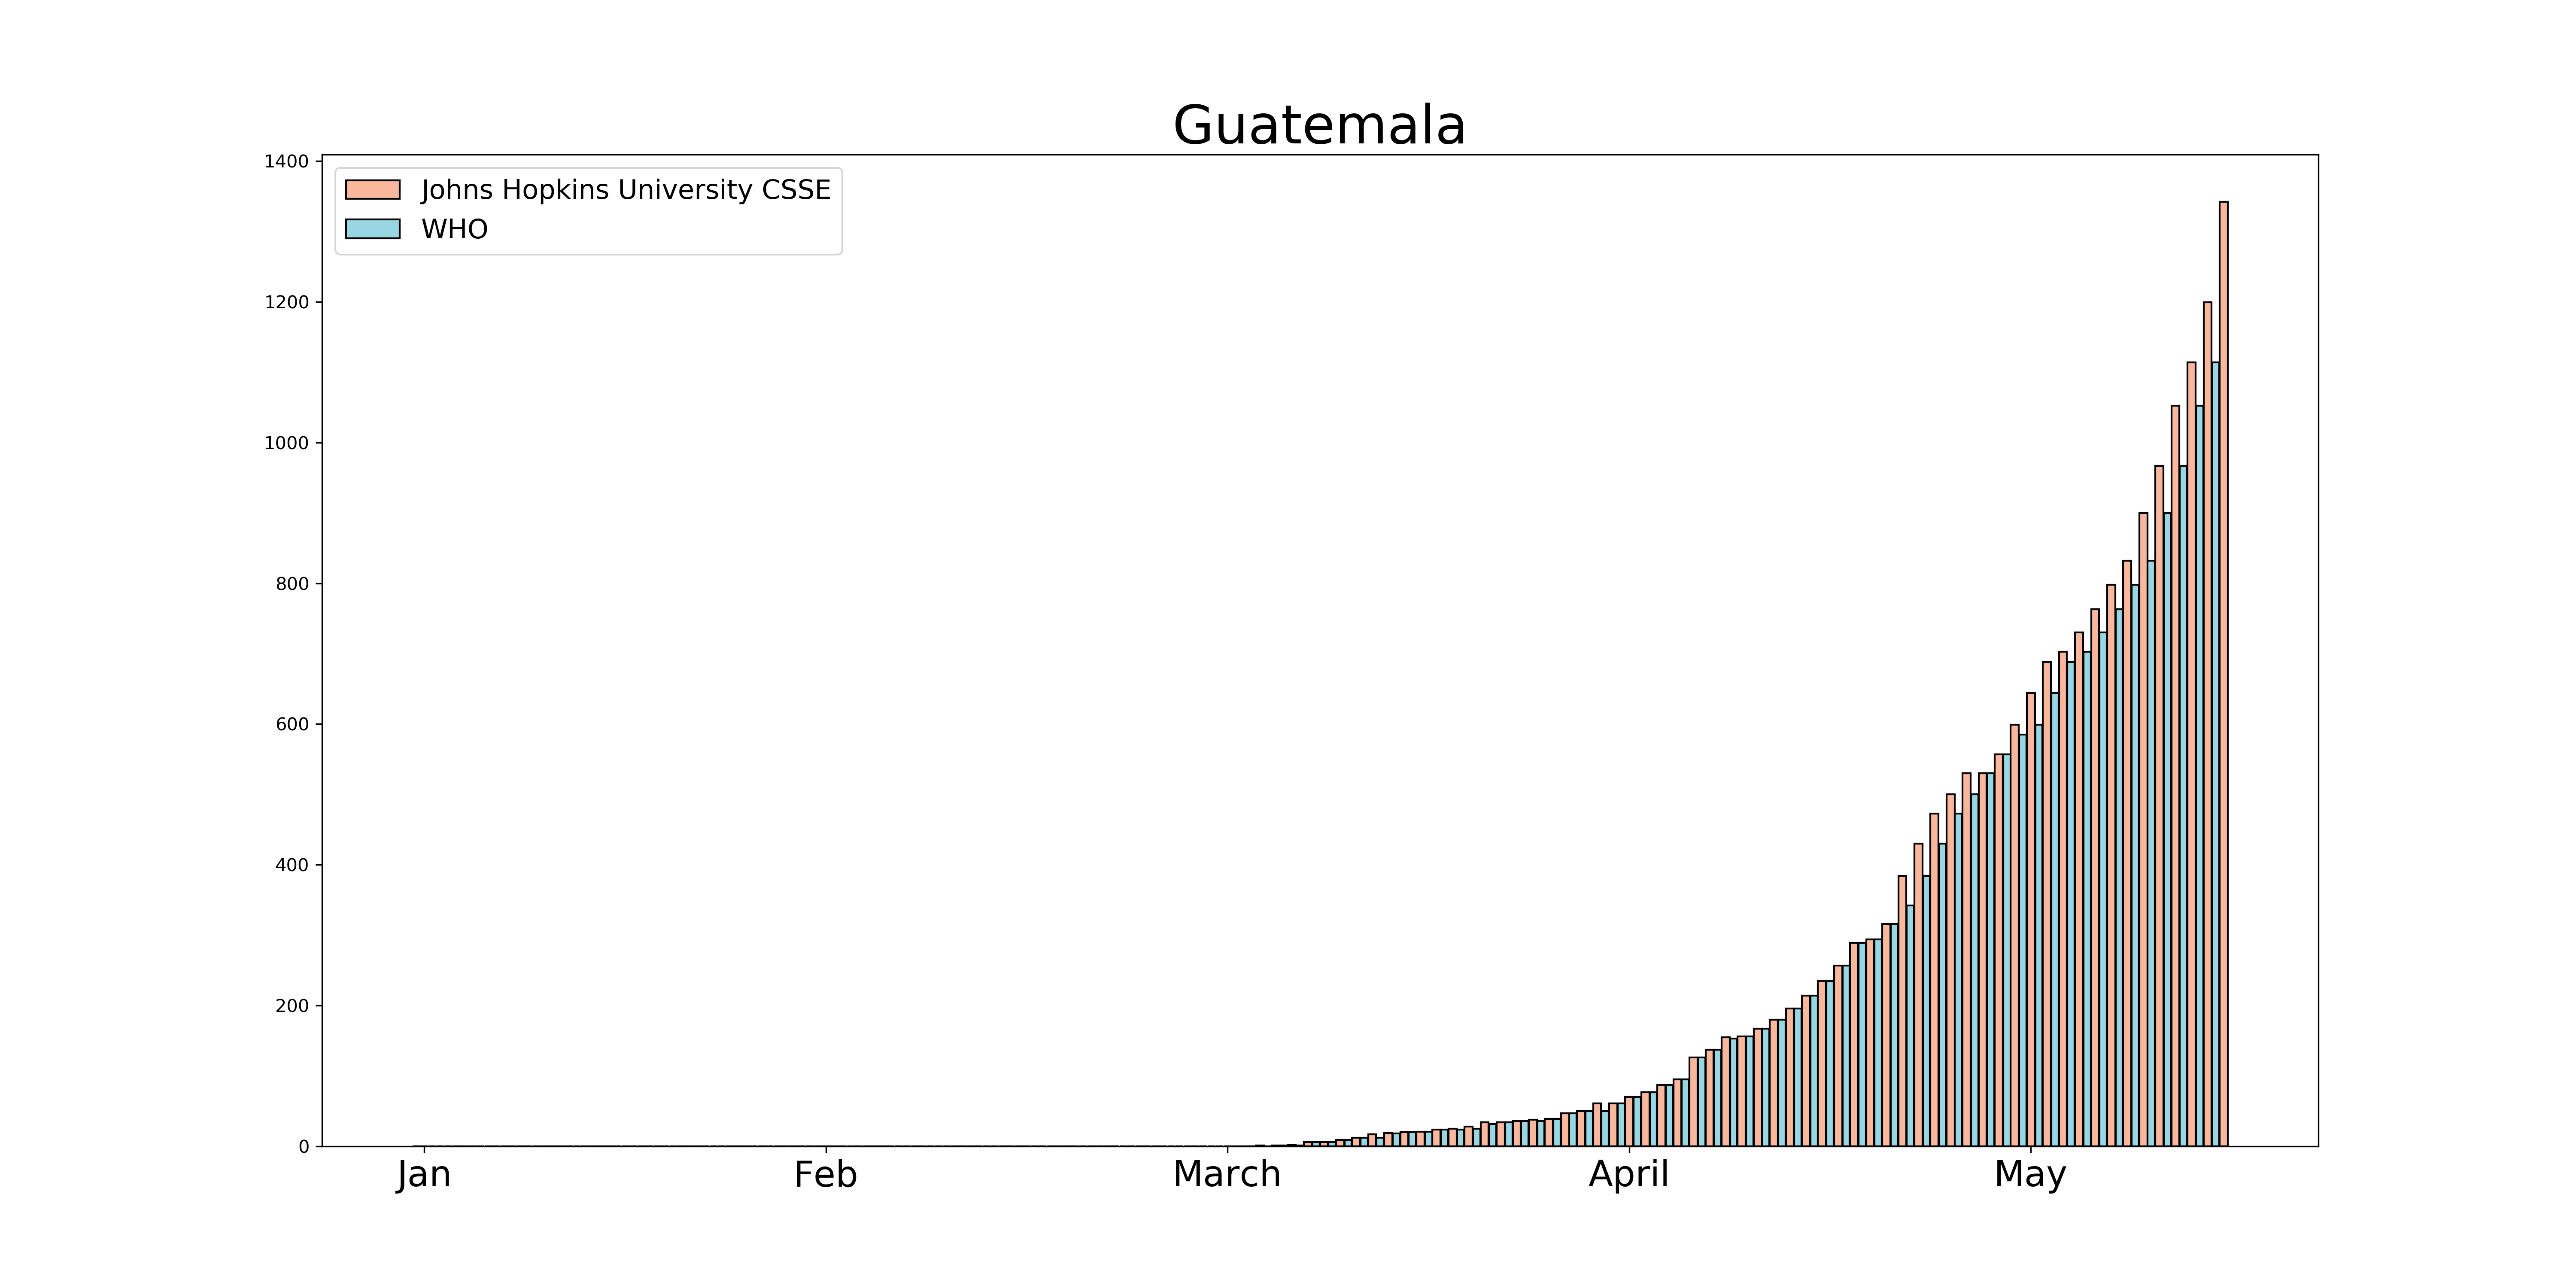 Guatemala
1400
1200
1000
800
600
400
200
0
Johns Hopkins University CSSE
WHO
Jan Feb March April May